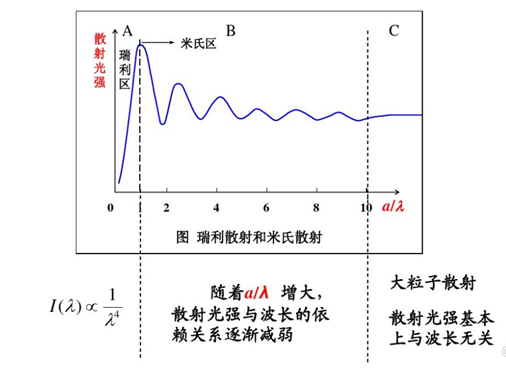 A
B
C
散射光强
瑞利区
米氏区
0
2
4
6
8
10
a/λ
图 瑞利散射和米氏散射
I(λ)∝1/λ⁴
随着a/λ 增大,
散射光强与波长的依
赖关系逐渐减弱
大粒子散射
散射光强基本
上与波长无关